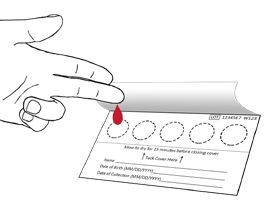 LOT 1234567 W123
Allow to dry for 15 minutes before closing cover
↑ Tuck Cover Here ↑
Name
Date of Birth (MM/DD/YYYY)
Date of Collection (MM/DD/YYYY)